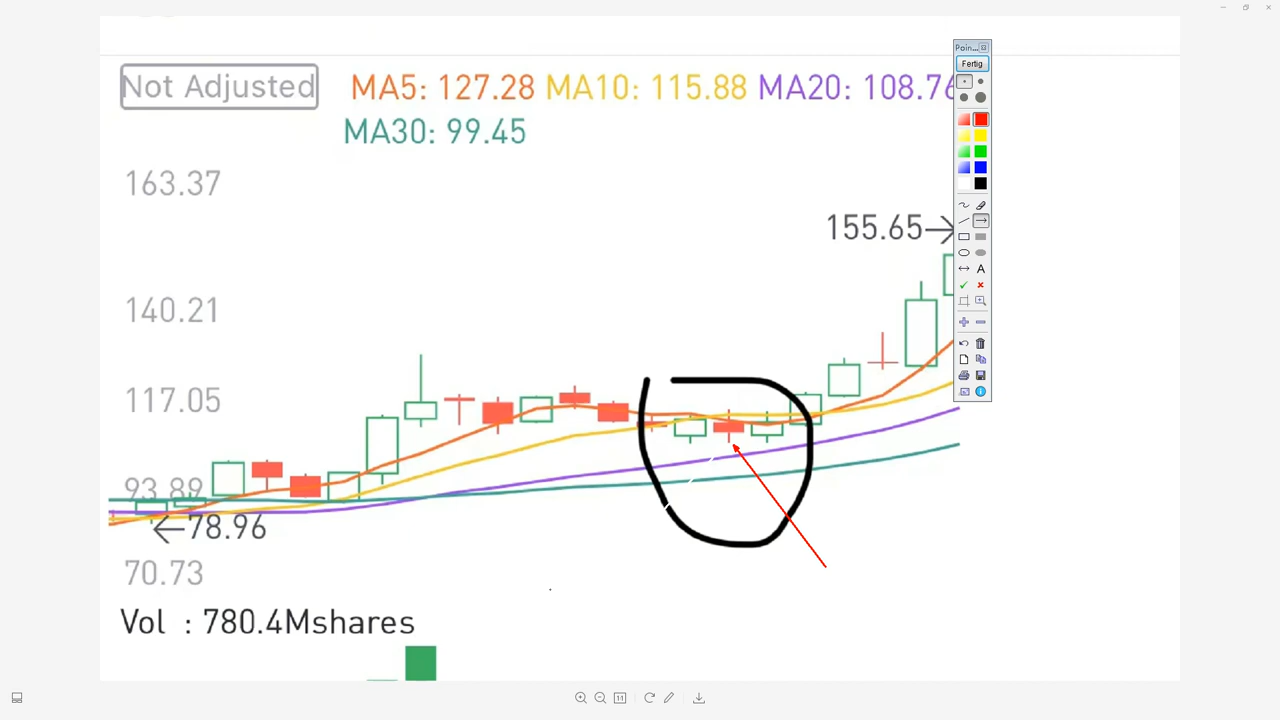 Poin...
Fertig
Not Adjusted MA5: 127.28 MA10: 115.88 MA20: 108.76
MA30: 99.45
163.37
155.65
140.21
117.05
93.89
78.96
70.73
Vol : 780.4Mshares
A
11